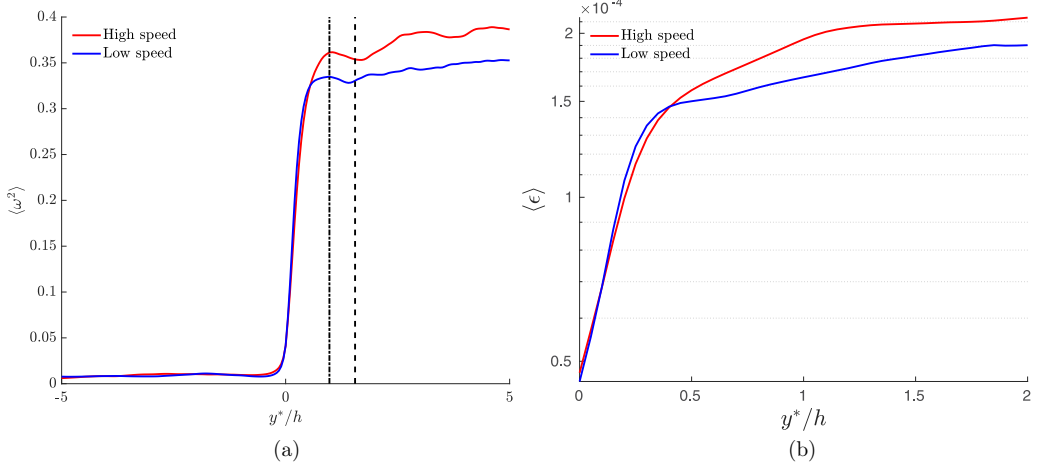 0.4
0.35
0.3
0.25
0.2
0.15
0.1
0.05
0
⟨ω²⟩
High speed
Low speed
-5
0
5
y*/h
(a)
×10⁻⁴
2
1.5
1
0.5
⟨ϵ⟩
High speed
Low speed
0
0.5
1
1.5
2
y*/h
(b)